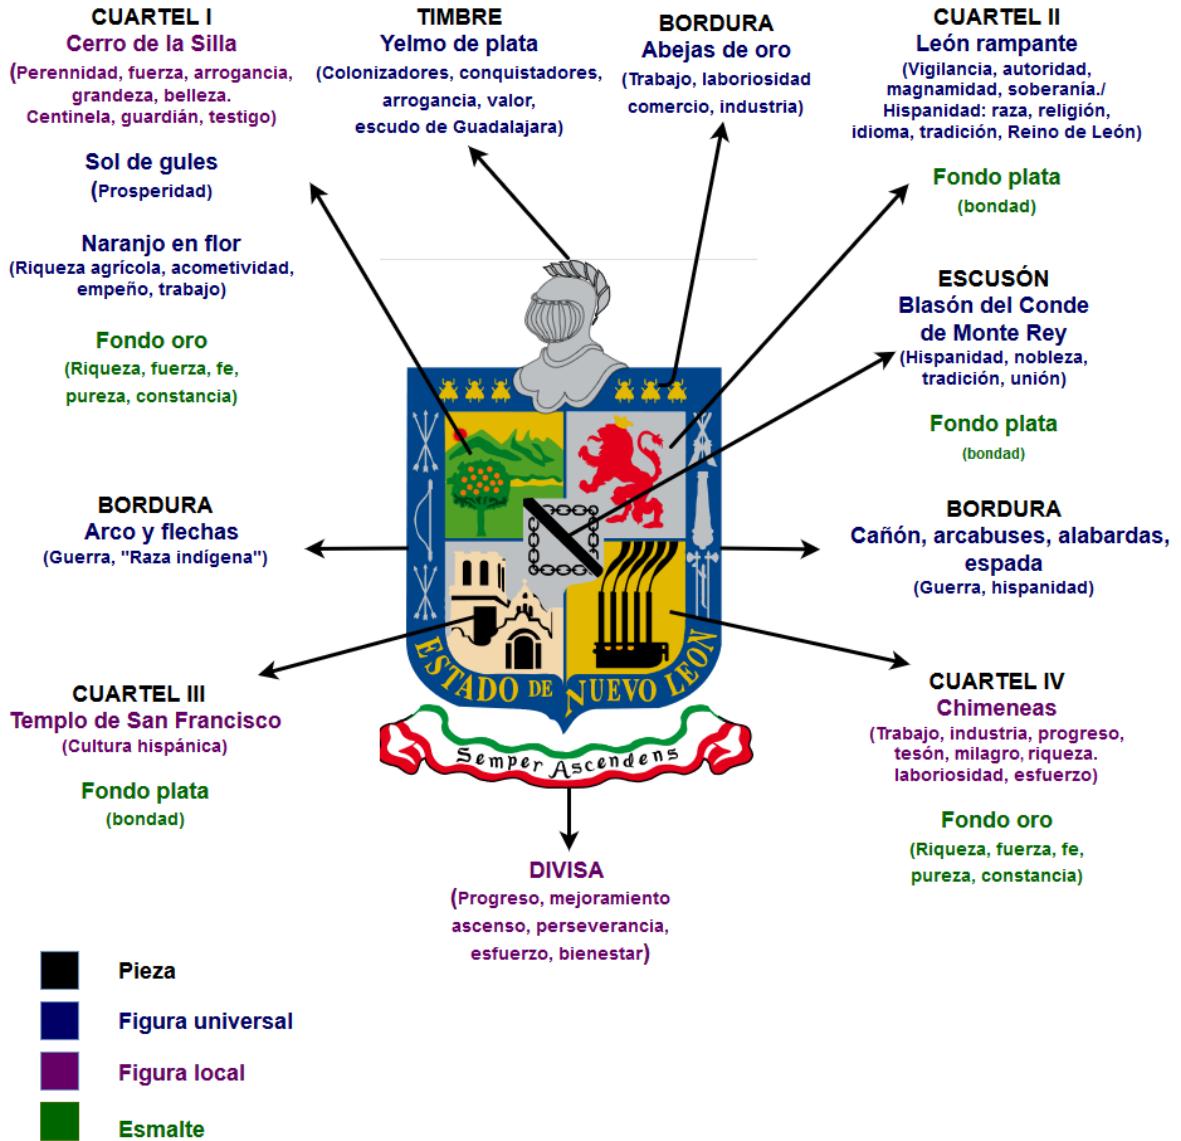 CUARTEL I
Cerro de la Silla
(Perennidad, fuerza, arrogancia,
grandeza, belleza.
Centinela, guardián, testigo)
Sol de gules
(Prosperidad)
Naranjo en flor
(Riqueza agrícola, acometividad,
empeño, trabajo)
Fondo oro
(Riqueza, fuerza, fe,
pureza, constancia)
TIMBRE
Yelmo de plata
(Colonizadores, conquistadores,
arrogancia, valor,
escudo de Guadalajara)
BORDURA
Abejas de oro
(Trabajo, laboriosidad
comercio, industria)
CUARTEL II
León rampante
(Vigilancia, autoridad,
magnamidad, soberanía./
Hispanidad: raza, religión,
idioma, tradición, Reino de León)
Fondo plata
(bondad)
ESCUSÓN
Blasón del Conde
de Monte Rey
(Hispanidad, nobleza,
tradición, unión)
Fondo plata
(bondad)
BORDURA
Arco y flechas
(Guerra, "Raza indígena")
BORDURA
Cañón, arcabuses, alabardas,
espada
(Guerra, hispanidad)
ESTADO DE NUEVO LEON
Semper Ascendens
CUARTEL III
Templo de San Francisco
(Cultura hispánica)
Fondo plata
(bondad)
CUARTEL IV
Chimeneas
(Trabajo, industria, progreso,
tesón, milagro, riqueza.
laboriosidad, esfuerzo)
Fondo oro
(Riqueza, fuerza, fe,
pureza, constancia)
DIVISA
(Progreso, mejoramiento
ascenso, perseverancia,
esfuerzo, bienestar)
Pieza
Figura universal
Figura local
Esmalte